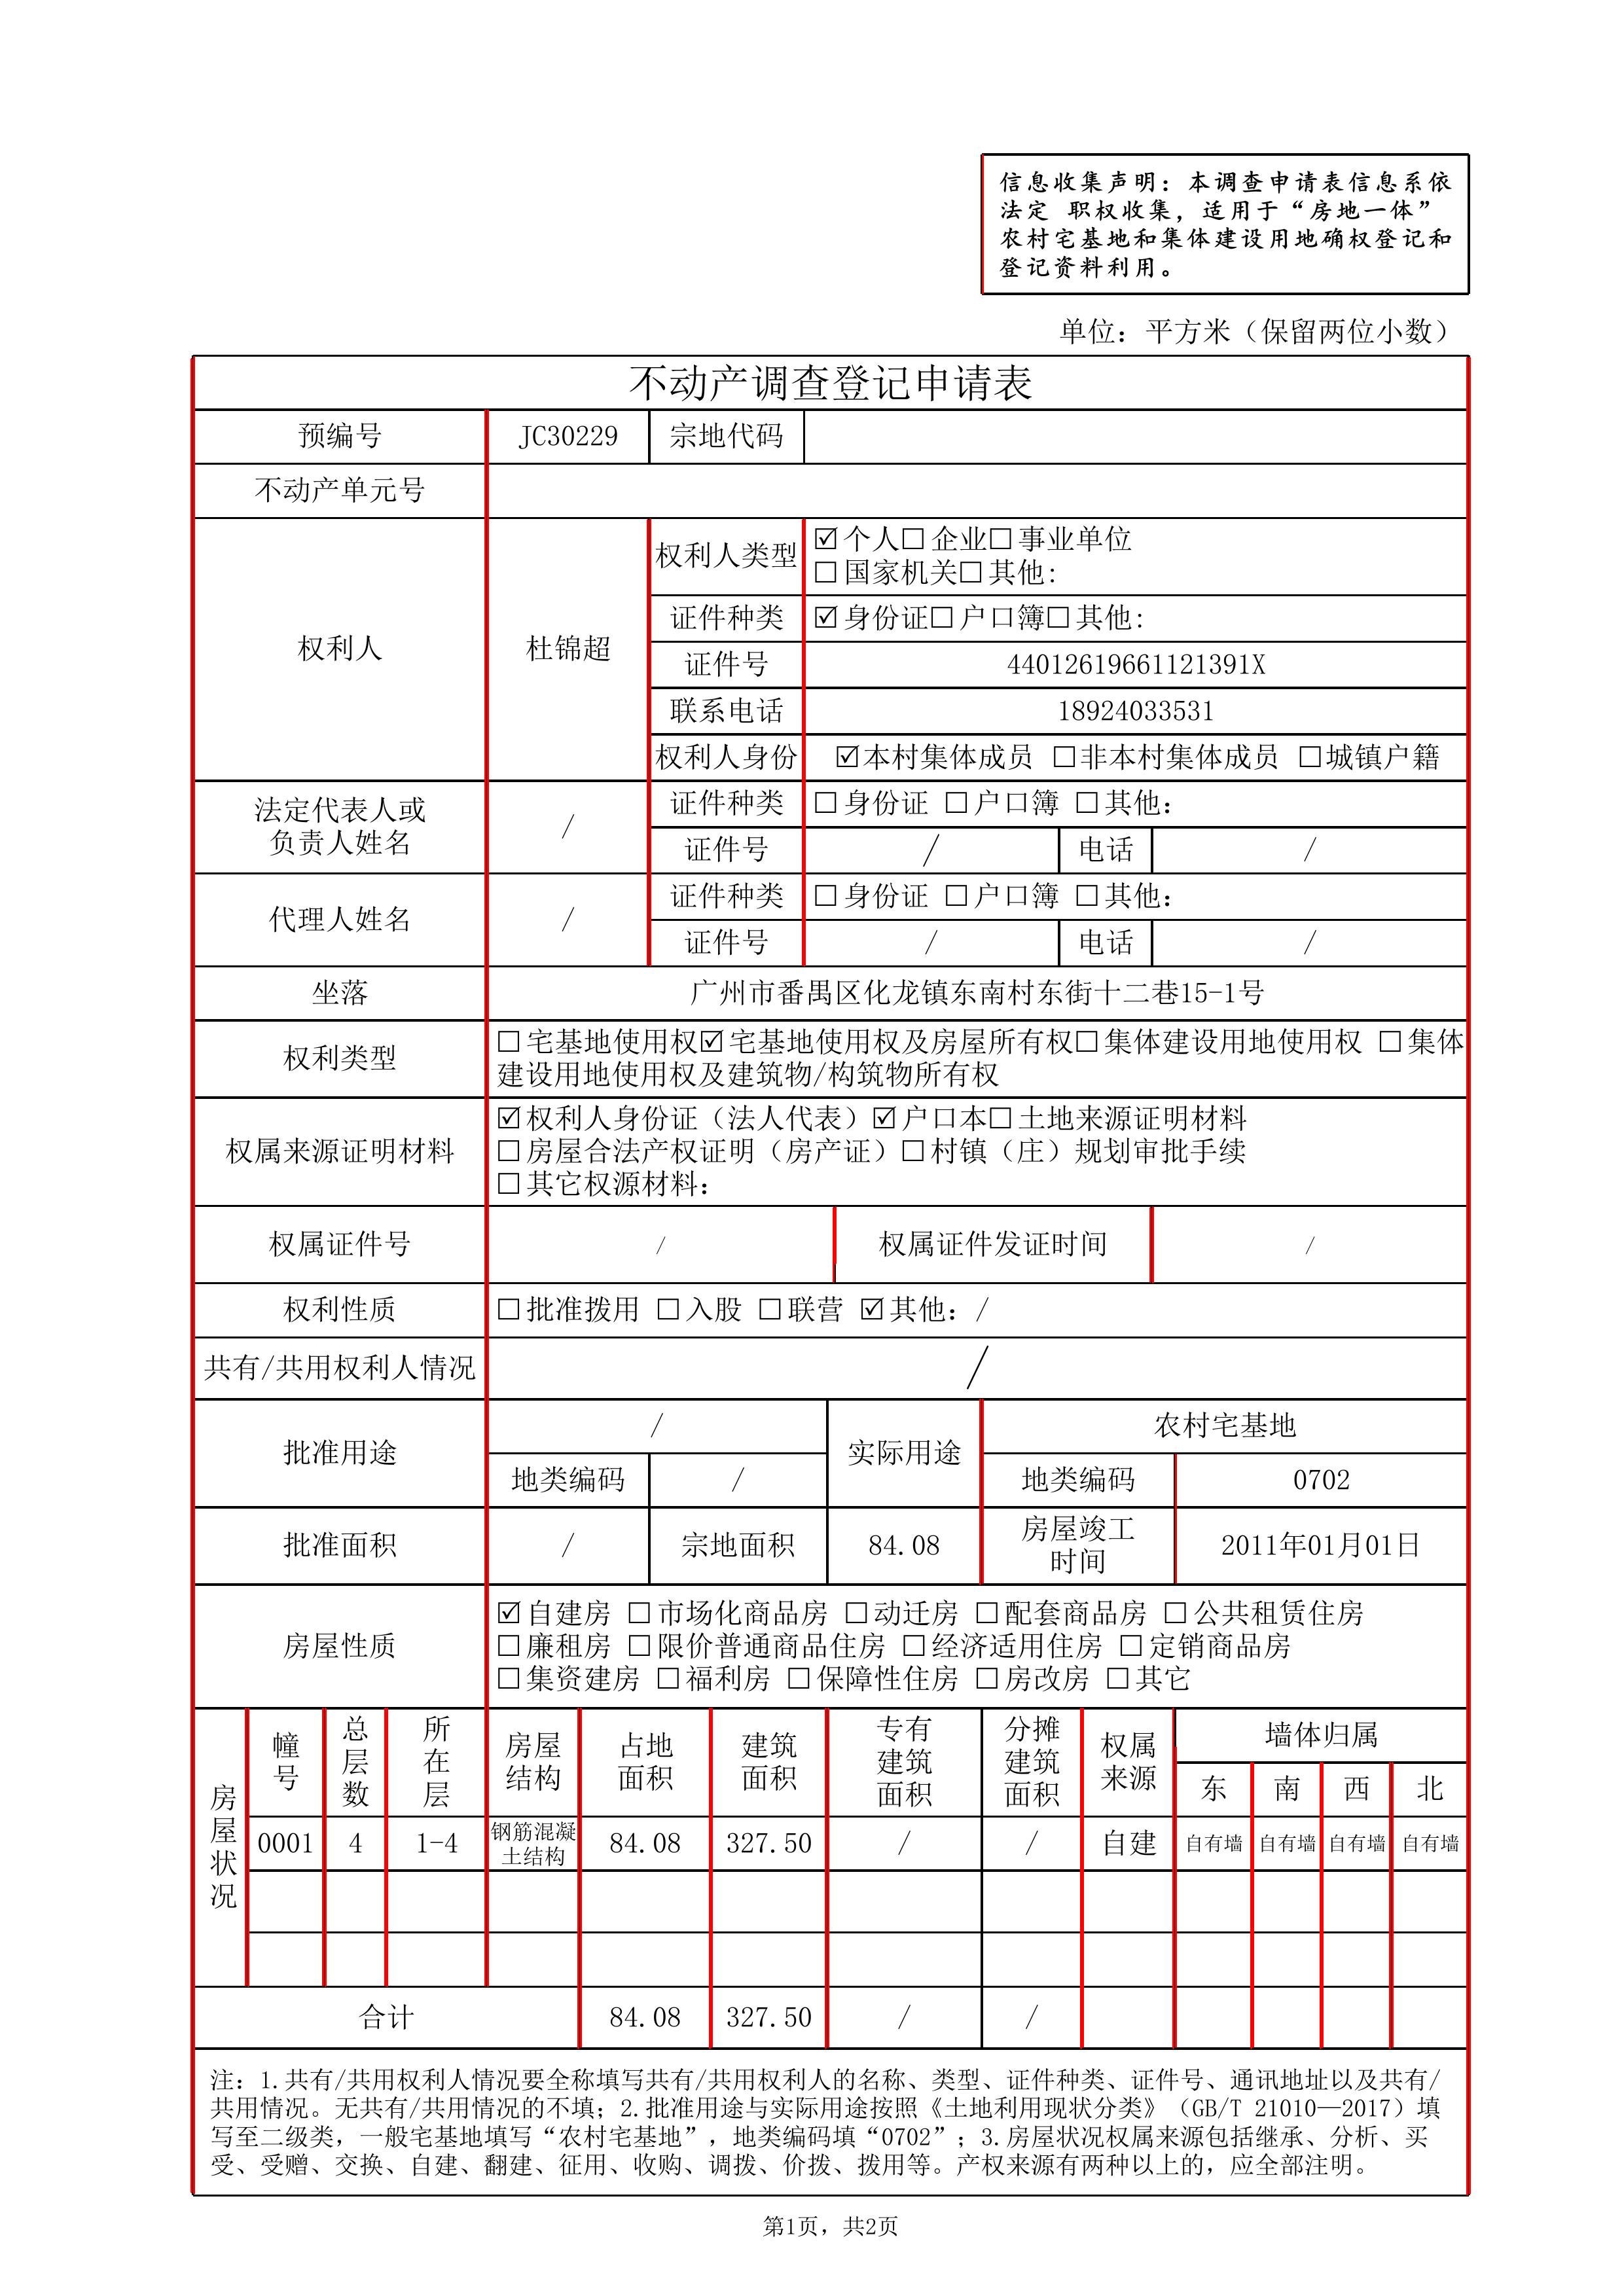 信息收集声明：本调查申请表信息系依
法定 职权收集，适用于“房地一体”
农村宅基地和集体建设用地确权登记和
登记资料利用。
单位：平方米（保留两位小数）
不动产调查登记申请表
预编号 JC30229 宗地代码
不动产单元号
权利人 杜锦超
权利人类型 ☑个人□企业□事业单位
□国家机关□其他:
证件种类 ☑身份证□户口簿□其他:
证件号 44012619661121391X
联系电话 18924033531
权利人身份 ☑本村集体成员 □非本村集体成员 □城镇户籍
法定代表人或
负责人姓名 /
证件种类 □身份证 □户口簿 □其他：
证件号 / 电话 /
代理人姓名 /
证件种类 □身份证 □户口簿 □其他：
证件号 / 电话 /
坐落 广州市番禺区化龙镇东南村东街十二巷15-1号
权利类型 □宅基地使用权☑宅基地使用权及房屋所有权□集体建设用地使用权 □集体
建设用地使用权及建筑物/构筑物所有权
权属来源证明材料 ☑权利人身份证（法人代表）☑户口本□土地来源证明材料
□房屋合法产权证明（房产证）□村镇（庄）规划审批手续
□其它权源材料：
权属证件号 / 权属证件发证时间 /
权利性质 □批准拨用 □入股 □联营 ☑其他：/
共有/共用权利人情况 /
批准用途 / 实际用途 农村宅基地
地类编码 / 地类编码 0702
批准面积 / 宗地面积 84.08 房屋竣工
时间 2011年01月01日
房屋性质 ☑自建房 □市场化商品房 □动迁房 □配套商品房 □公共租赁住房
□廉租房 □限价普通商品住房 □经济适用住房 □定销商品房
□集资建房 □福利房 □保障性住房 □房改房 □其它
房屋状况 幢号 总层数 所在层 房屋结构 占地面积 建筑面积 专有建筑面积 分摊建筑面积 权属来源 墙体归属
东 南 西 北
0001 4 1-4 钢筋混凝土结构 84.08 327.50 / / 自建 自有墙 自有墙 自有墙 自有墙
合计 84.08 327.50 / /
注：1.共有/共用权利人情况要全称填写共有/共用权利人的名称、类型、证件种类、证件号、通讯地址以及共有/
共用情况。无共有/共用情况的不填；2.批准用途与实际用途按照《土地利用现状分类》（GB/T 21010—2017）填
写至二级类，一般宅基地填写“农村宅基地”，地类编码填“0702”；3.房屋状况权属来源包括继承、分析、买
受、受赠、交换、自建、翻建、征用、收购、调拨、价拨、拨用等。产权来源有两种以上的，应全部注明。
第1页，共2页